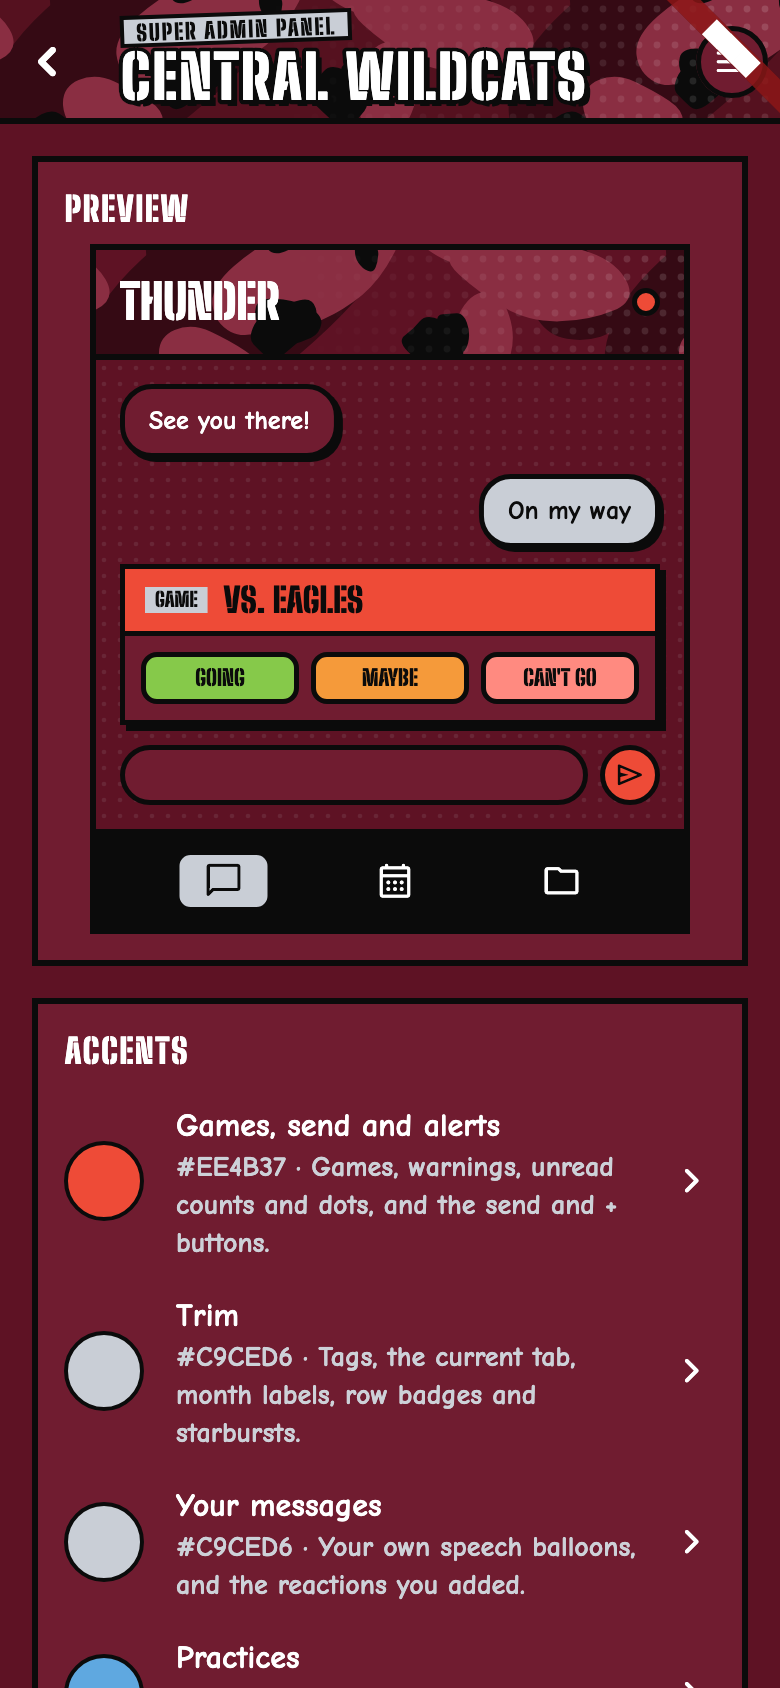 SUPER ADMIN PANEL
CENTRAL WILDCATS
PREVIEW
THUNDER
See you there!
On my way
GAME VS. EAGLES
GOING MAYBE CAN'T GO
ACCENTS
Games, send and alerts
#EE4B37 · Games, warnings, unread
counts and dots, and the send and +
buttons.
Trim
#C9CED6 · Tags, the current tab,
month labels, row badges and
starbursts.
Your messages
#C9CED6 · Your own speech balloons,
and the reactions you added.
Practices